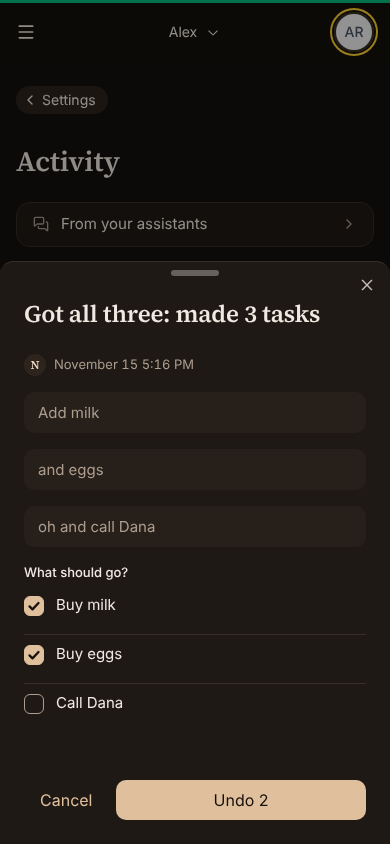 Alex
AR
Settings
Activity
From your assistants
Got all three: made 3 tasks
N
November 15 5:16 PM
Add milk
and eggs
oh and call Dana
What should go?
Buy milk
Buy eggs
Call Dana
Cancel
Undo 2